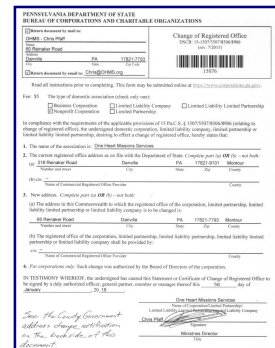 PENNSYLVANIA DEPARTMENT OF STATE
BUREAU OF CORPORATIONS AND CHARITABLE ORGANIZATIONS
Return document by mail to:
OHMS - Chris Pfaff
Name
60 Retraker Road
Address
Danville PA 17821-7793
City State Zip Code
Return document by email to: Chris@OHMS.org
Change of Registered Office
DSCB: 15-1507/5507/8506/8906
(rev. 7/2015)
15076
Read all instructions prior to completing. This form may be submitted online at https://www.corporations.pa.gov/.
Fee: $5 The type of domestic association (check only one):
Business Corporation Limited Liability Company Limited Liability Limited Partnership
Nonprofit Corporation Limited Partnership
In compliance with the requirements of the applicable provisions of 15 Pa.C.S. § 1507/5507/8506/8906 (relating to
change of registered office), the undersigned domestic corporation, limited liability company, limited partnership or
limited liability partnership, desiring to effect a change of registered office, hereby states that:
1. The name of the association is: One Heart Missions Services
2. The current registered office address as on file with the Department of State. Complete part (a) OR (b) - not both:
(a) 218 Retraker Road Danville PA 17821-0101 Montour
Number and street City State Zip County
(b) c/o:
Name of Commercial Registered Office Provider County
3. New address. Complete part (a) OR (b) - not both:
(a) The address in this Commonwealth to which the registered office of the corporation, limited partnership, limited
liability limited partnership or limited liability company is to be changed is:
60 Retraker Road Danville PA 17821-7793 Montour
Number and street City State Zip County
(b) The registered office of the corporation, limited partnership, limited liability limited partnership or limited
liability company shall be provided by:
c/o:
Name of Commercial Registered Office Provider County
4. For corporations only: Such change was authorized by the Board of Directors of the corporation.
IN TESTIMONY WHEREOF, the undersigned has caused this Statement or Certificate of Change of Registered Office to
be signed by a duly authorized officer, general partner, member or manager thereof this
January , 20 18 .
One Heart Missions Services
Name of Corporation/Limited Partnership/
Limited Liability Limited Partnership/Limited Liability Company
Chris Pfaff
Signature
Ministries Director
Title
See the County Government
address change notification
on the back side of this
document.